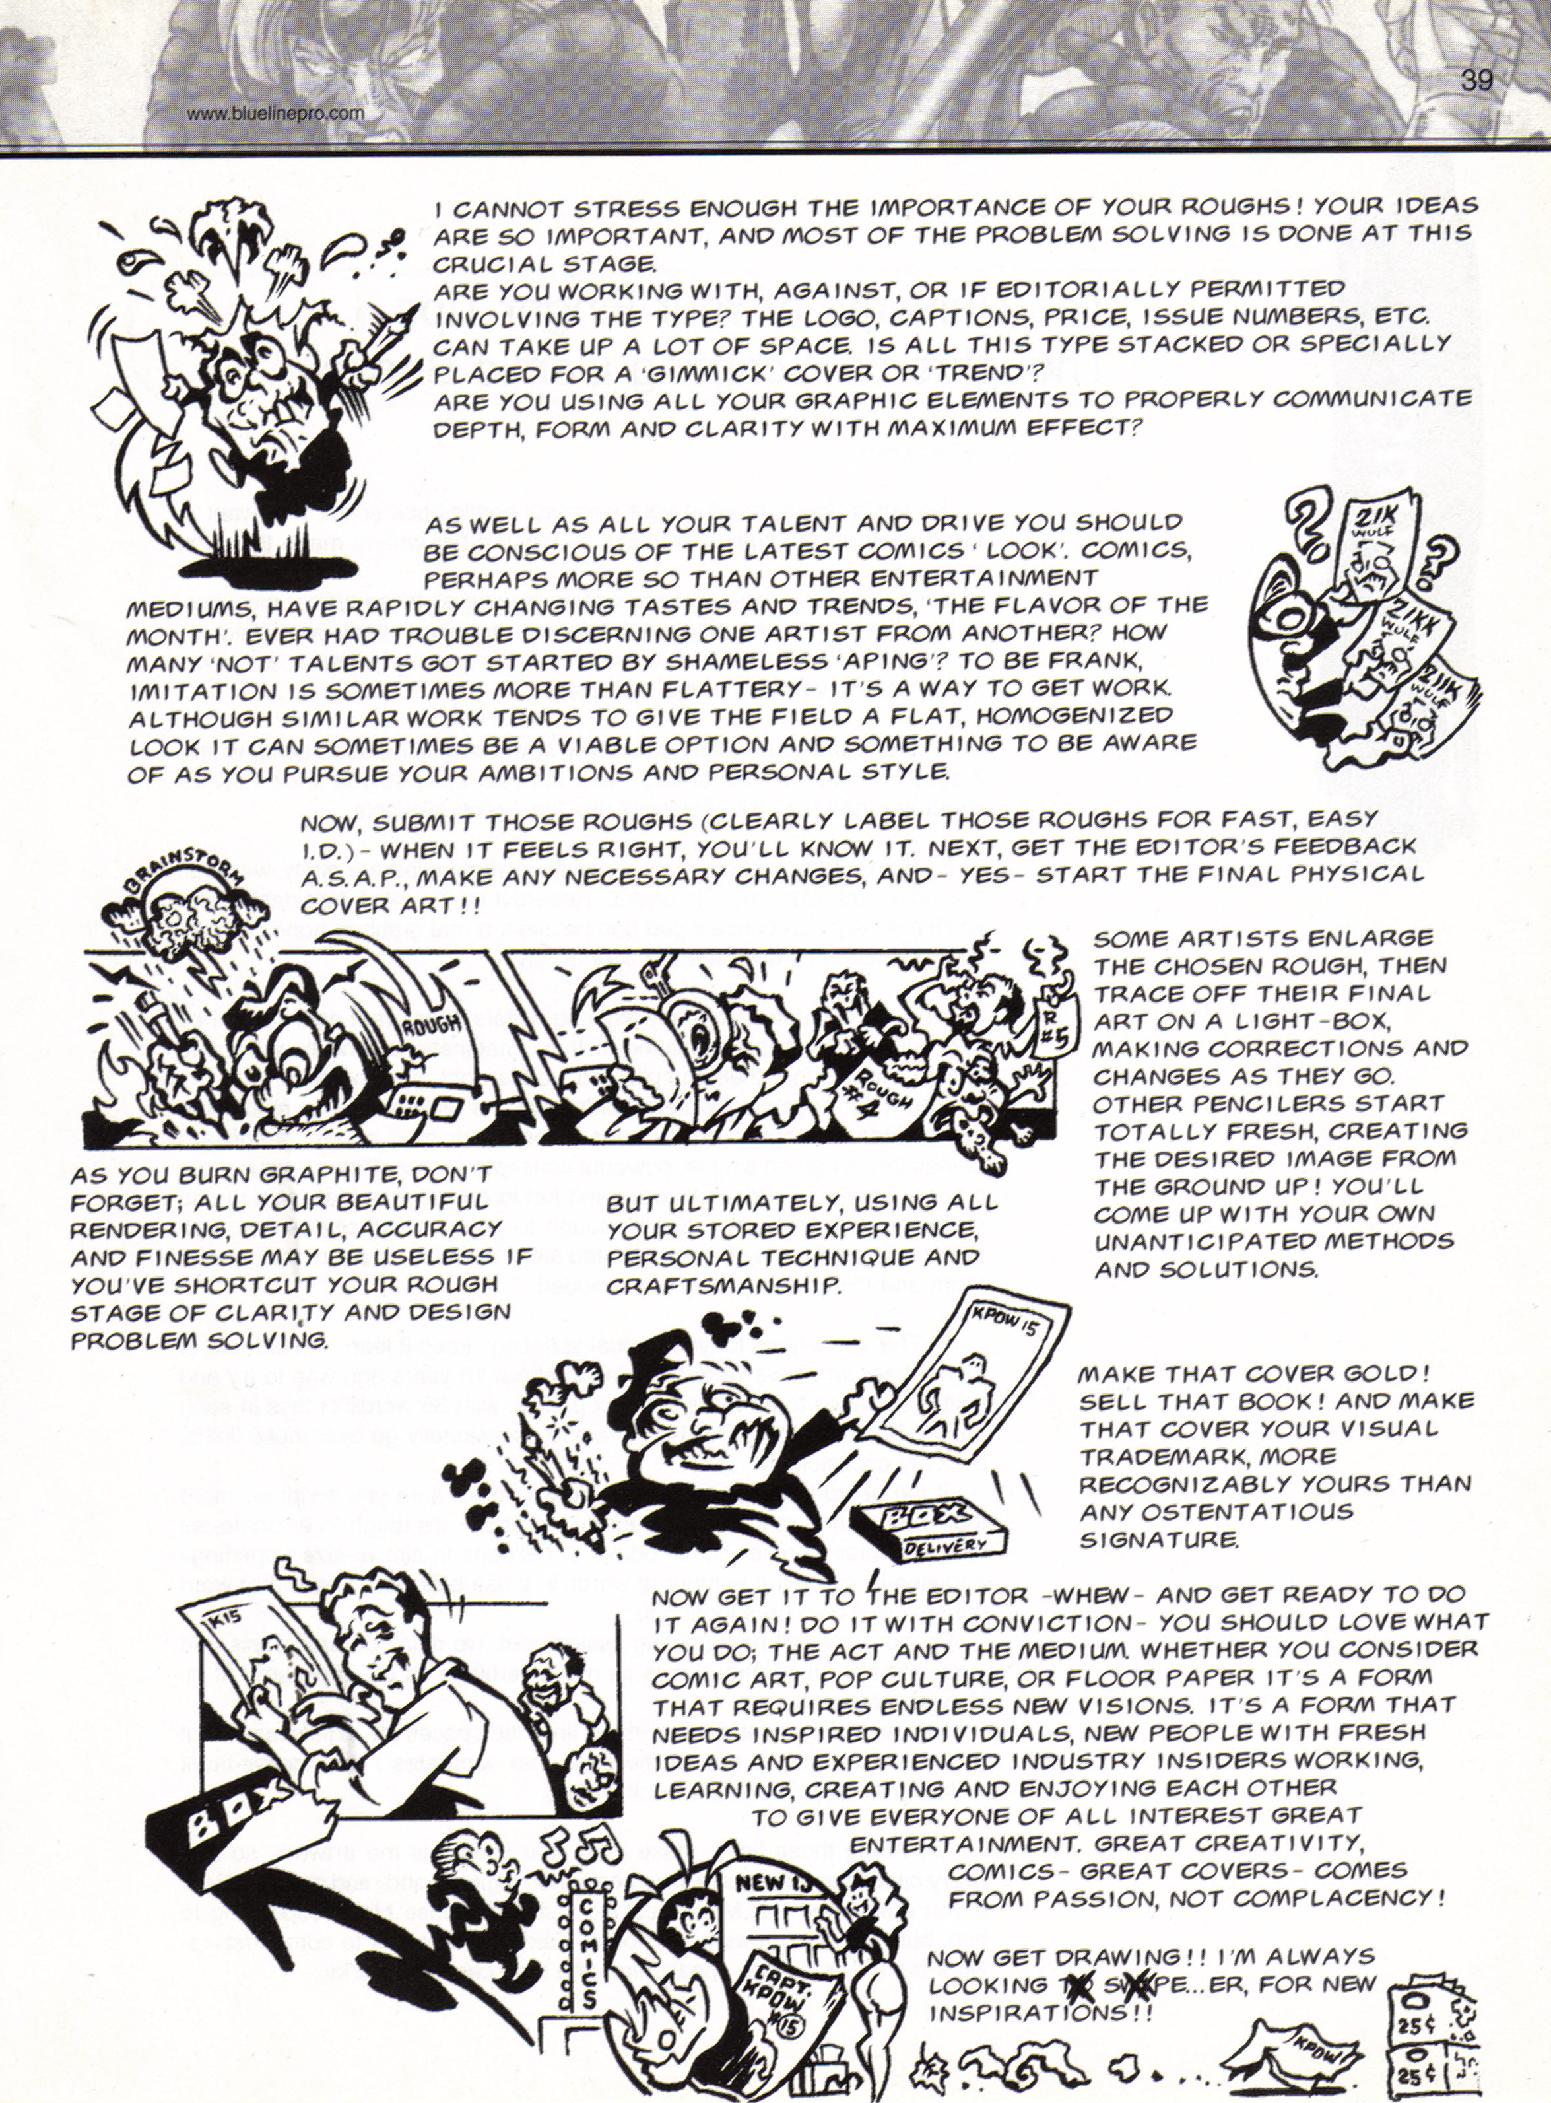 39
www.bluelinepro.com
I CANNOT STRESS ENOUGH THE IMPORTANCE OF YOUR ROUGHS! YOUR IDEAS
ARE SO IMPORTANT, AND MOST OF THE PROBLEM SOLVING IS DONE AT THIS
CRUCIAL STAGE.
ARE YOU WORKING WITH, AGAINST, OR IF EDITORIALLY PERMITTED
INVOLVING THE TYPE? THE LOGO, CAPTIONS, PRICE, ISSUE NUMBERS, ETC.
CAN TAKE UP A LOT OF SPACE. IS ALL THIS TYPE STACKED OR SPECIALLY
PLACED FOR A 'GIMMICK' COVER OR 'TREND'?
ARE YOU USING ALL YOUR GRAPHIC ELEMENTS TO PROPERLY COMMUNICATE
DEPTH, FORM AND CLARITY WITH MAXIMUM EFFECT?
AS WELL AS ALL YOUR TALENT AND DRIVE YOU SHOULD
BE CONSCIOUS OF THE LATEST COMICS ' LOOK'. COMICS,
PERHAPS MORE SO THAN OTHER ENTERTAINMENT
MEDIUMS, HAVE RAPIDLY CHANGING TASTES AND TRENDS, 'THE FLAVOR OF THE
MONTH'. EVER HAD TROUBLE DISCERNING ONE ARTIST FROM ANOTHER? HOW
MANY 'NOT' TALENTS GOT STARTED BY SHAMELESS 'APING'? TO BE FRANK,
IMITATION IS SOMETIMES MORE THAN FLATTERY- IT'S A WAY TO GET WORK.
ALTHOUGH SIMILAR WORK TENDS TO GIVE THE FIELD A FLAT, HOMOGENIZED
LOOK IT CAN SOMETIMES BE A VIABLE OPTION AND SOMETHING TO BE AWARE
OF AS YOU PURSUE YOUR AMBITIONS AND PERSONAL STYLE.
21K
WULF
21KK
WULF
211K
WULF
NOW, SUBMIT THOSE ROUGHS (CLEARLY LABEL THOSE ROUGHS FOR FAST, EASY
I.D.)- WHEN IT FEELS RIGHT, YOU'LL KNOW IT. NEXT, GET THE EDITOR'S FEEDBACK
A.S.A.P., MAKE ANY NECESSARY CHANGES, AND- YES- START THE FINAL PHYSICAL
COVER ART!!
BRAINSTORM
ROUGH
ROUGH
#4
R
#5
SOME ARTISTS ENLARGE
THE CHOSEN ROUGH, THEN
TRACE OFF THEIR FINAL
ART ON A LIGHT-BOX,
MAKING CORRECTIONS AND
CHANGES AS THEY GO.
OTHER PENCILERS START
TOTALLY FRESH, CREATING
THE DESIRED IMAGE FROM
THE GROUND UP! YOU'LL
COME UP WITH YOUR OWN
UNANTICIPATED METHODS
AND SOLUTIONS.
AS YOU BURN GRAPHITE, DON'T
FORGET; ALL YOUR BEAUTIFUL
RENDERING, DETAIL, ACCURACY
AND FINESSE MAY BE USELESS IF
YOU'VE SHORTCUT YOUR ROUGH
STAGE OF CLARITY AND DESIGN
PROBLEM SOLVING.
BUT ULTIMATELY, USING ALL
YOUR STORED EXPERIENCE,
PERSONAL TECHNIQUE AND
CRAFTSMANSHIP.
KPOW 15
BOX
DELIVERY
MAKE THAT COVER GOLD!
SELL THAT BOOK! AND MAKE
THAT COVER YOUR VISUAL
TRADEMARK, MORE
RECOGNIZABLY YOURS THAN
ANY OSTENTATIOUS
SIGNATURE.
K15
BOX
NOW GET IT TO THE EDITOR -WHEW- AND GET READY TO DO
IT AGAIN! DO IT WITH CONVICTION- YOU SHOULD LOVE WHAT
YOU DO; THE ACT AND THE MEDIUM. WHETHER YOU CONSIDER
COMIC ART, POP CULTURE, OR FLOOR PAPER IT'S A FORM
THAT REQUIRES ENDLESS NEW VISIONS. IT'S A FORM THAT
NEEDS INSPIRED INDIVIDUALS, NEW PEOPLE WITH FRESH
IDEAS AND EXPERIENCED INDUSTRY INSIDERS WORKING,
LEARNING, CREATING AND ENJOYING EACH OTHER
TO GIVE EVERYONE OF ALL INTEREST GREAT
ENTERTAINMENT. GREAT CREATIVITY,
COMICS- GREAT COVERS- COMES
FROM PASSION, NOT COMPLACENCY!
COMICS
NEW
CAPT.
KPOW
#15
NOW GET DRAWING!! I'M ALWAYS
LOOKING TO SWIPE...ER, FOR NEW
INSPIRATIONS!!
KPOW!
25¢
25¢